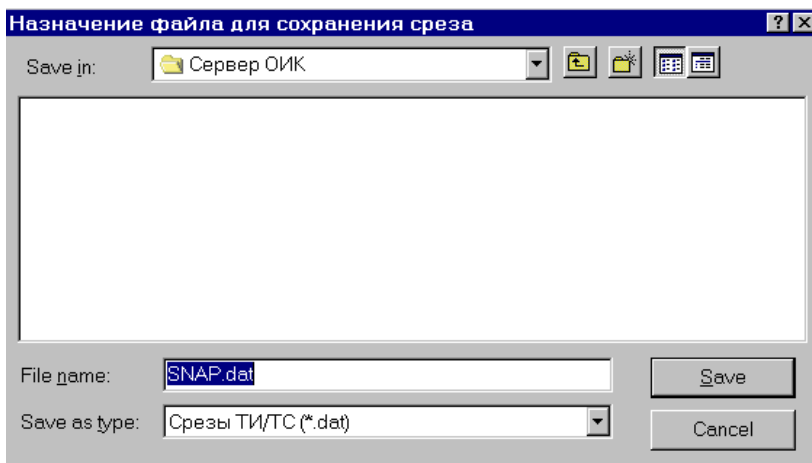 Назначение файла для сохранения среза
Save in: Сервер ОИК
File name: SNAP.dat Save
Save as type: Срезы ТИ/ТС (*.dat) Cancel